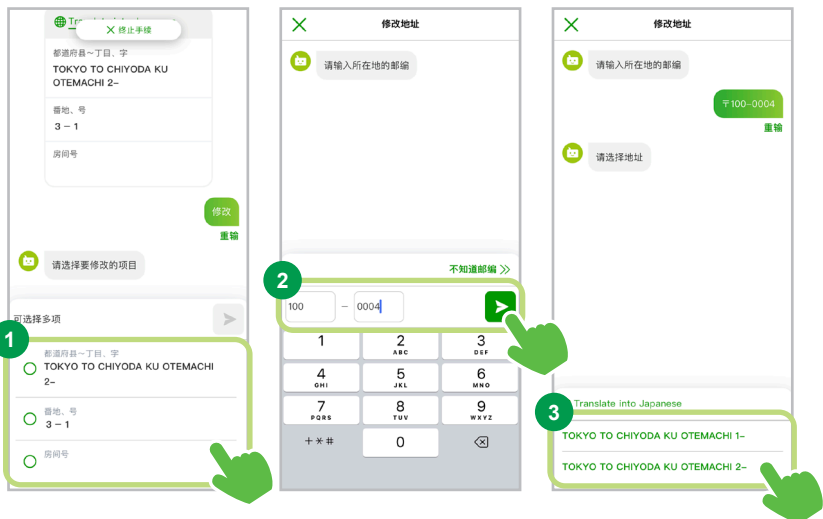 终止手续
都道府县～丁目、字
TOKYO TO CHIYODA KU
OTEMACHI 2–
番地、号
3 – 1
房间号
修改
重输
请选择要修改的项目
可选择多项
1
都道府县～丁目、字
TOKYO TO CHIYODA KU OTEMACHI
2–
番地、号
3 – 1
房间号
修改地址
请输入所在地的邮编
不知道邮编
2
100 – 0004
1
2 ABC
3 DEF
4 GHI
5 JKL
6 MNO
7 PQRS
8 TUV
9 WXYZ
+*#
0
修改地址
请输入所在地的邮编
〒100–0004
重输
请选择地址
Translate into Japanese
3
TOKYO TO CHIYODA KU OTEMACHI 1–
TOKYO TO CHIYODA KU OTEMACHI 2–